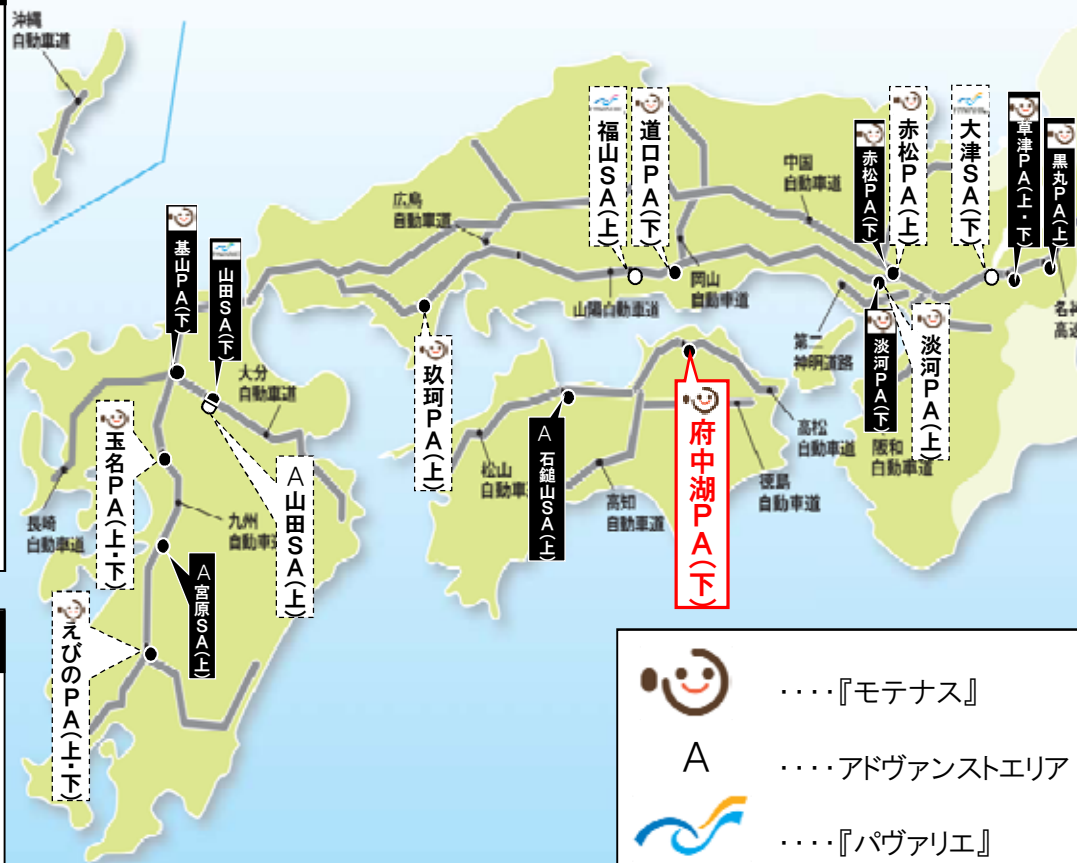 沖縄
自動車道
広島
自動車道
中国
自動車道
福山SA(上)
道口PA(下)
赤松PA(下)
赤松PA(上)
大津SA(下)
草津PA(上・下)
黒丸PA(上)
基山PA(下)
山田SA(下)
大分
自動車道
山陽自動車道
岡山
自動車道
第二
神明道路
淡河PA(下)
淡河PA(上)
名神
高速
玖珂PA(上)
玉名PA(上・下)
A 山田SA(上)
松山
自動車
A 石鎚山SA(上)
高知
自動車道
府中湖PA(下)
徳島
自動車道
高松
自動車道
阪和
自動車道
長崎
自動車道
九州
自動車道
A 宮原SA(上)
えびのPA(上・下)
････『モテナス』
A ････アドヴァンストエリア
････『パヴァリエ』